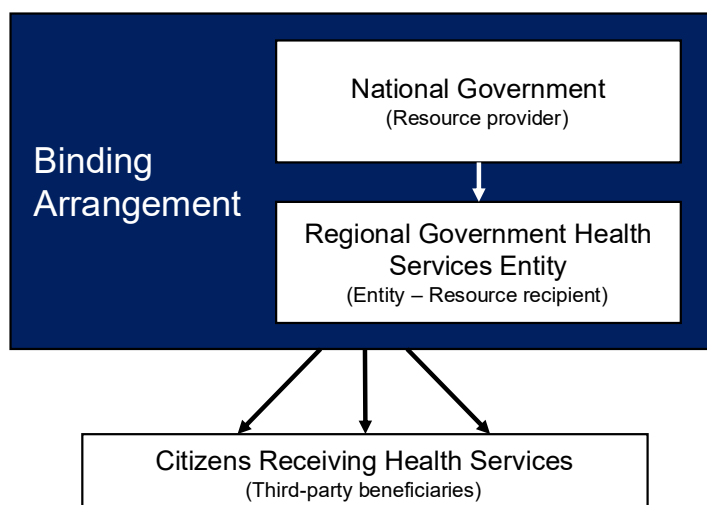 National Government
(Resource provider)
Binding
Arrangement
Regional Government Health
Services Entity
(Entity – Resource recipient)
Citizens Receiving Health Services
(Third-party beneficiaries)